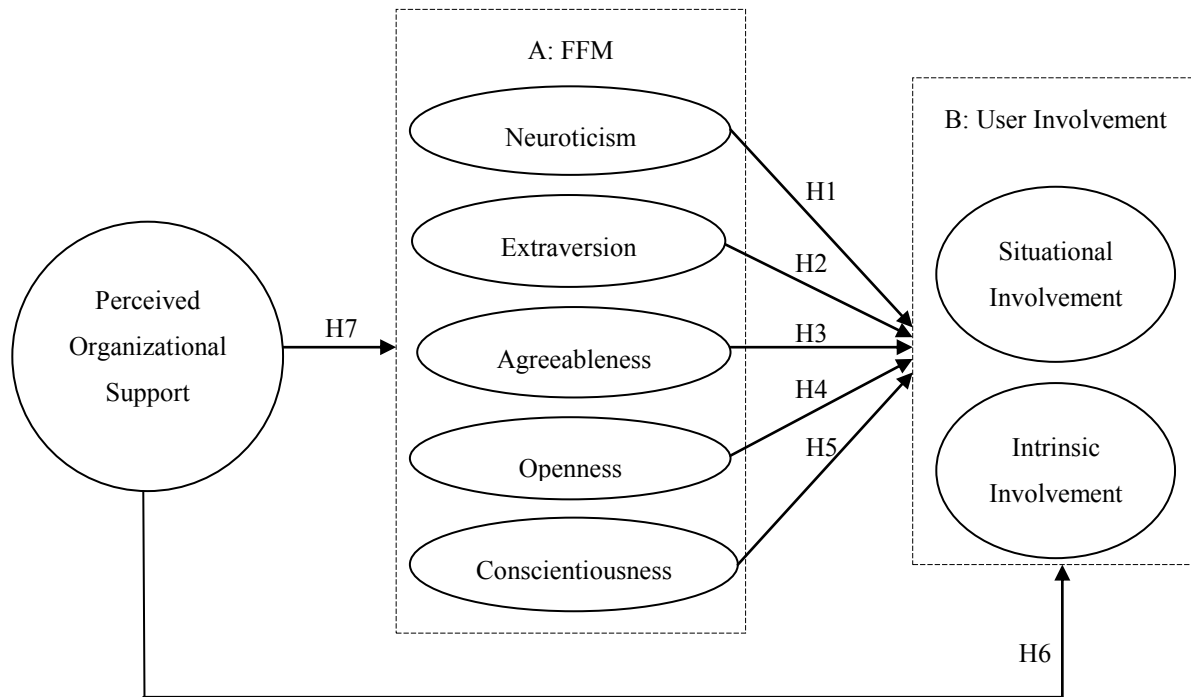 A: FFM
Neuroticism
Extraversion
Agreeableness
Openness
Conscientiousness
Perceived
Organizational
Support
H7
H1
H2
H3
H4
H5
B: User Involvement
Situational
Involvement
Intrinsic
Involvement
H6